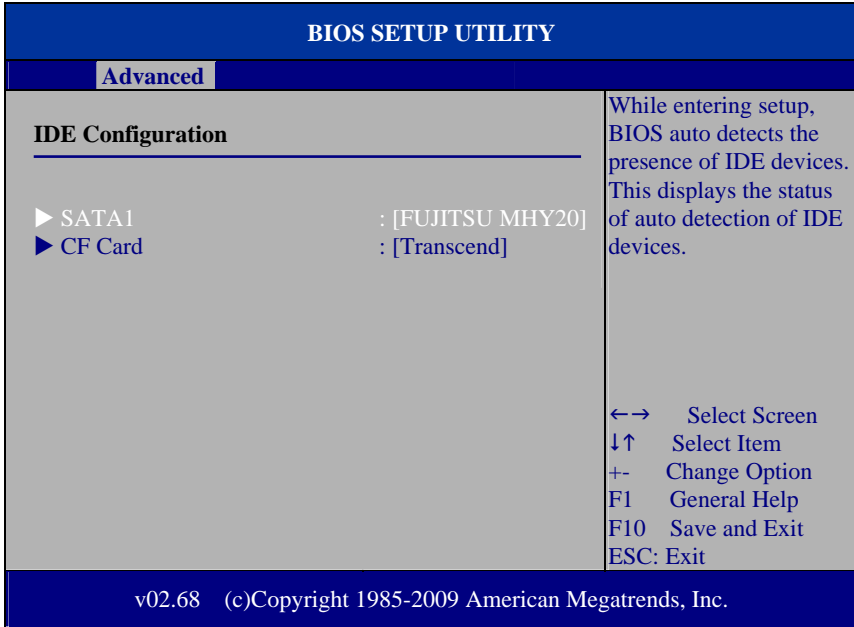 BIOS SETUP UTILITY
Advanced
IDE Configuration
▶ SATA1 : [FUJITSU MHY20]
▶ CF Card : [Transcend]
While entering setup,
BIOS auto detects the
presence of IDE devices.
This displays the status
of auto detection of IDE
devices.
←→ Select Screen
↓↑ Select Item
+- Change Option
F1 General Help
F10 Save and Exit
ESC: Exit
v02.68 (c)Copyright 1985-2009 American Megatrends, Inc.